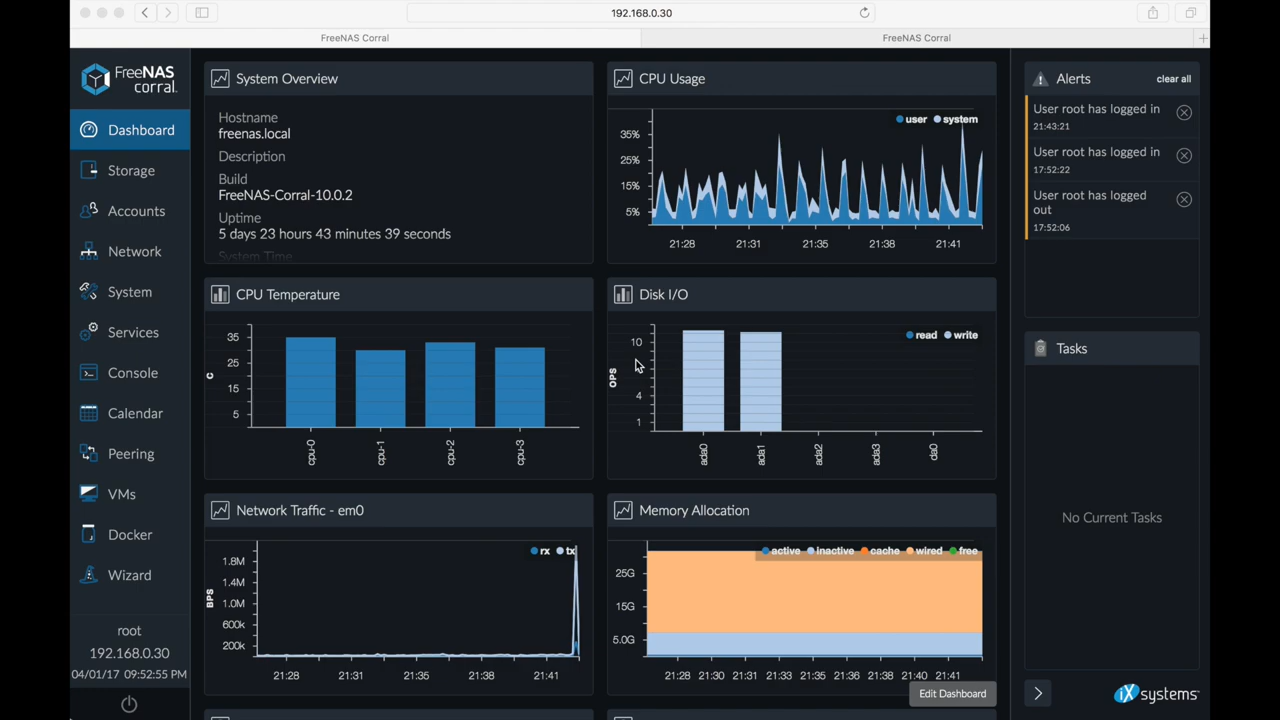 192.168.0.30
FreeNAS Corral
FreeNAS Corral
FreeNAS
corral.
Dashboard
Storage
Accounts
Network
System
Services
Console
Calendar
Peering
VMs
Docker
Wizard
root
192.168.0.30
04/01/17 09:52:55 PM
System Overview
Hostname
freenas.local
Description
Build
FreeNAS-Corral-10.0.2
Uptime
5 days 23 hours 43 minutes 39 seconds
System Time
CPU Usage
user system
35%
25%
15%
5%
21:28 21:31 21:35 21:38 21:41
CPU Temperature
C
35
25
15
5
cpu-0 cpu-1 cpu-2 cpu-3
Disk I/O
read write
OPS
10
4
1
ada0 ada1 ada2 ada3 da0
Network Traffic - em0
rx tx
BPS
1.8M
1.4M
1.0M
600k
200k
21:28 21:31 21:35 21:38 21:41
Memory Allocation
active inactive cache wired free
25G
15G
5.0G
21:28 21:30 21:31 21:33 21:35 21:36 21:38 21:40 21:41
Edit Dashboard
Alerts
clear all
User root has logged in
21:43:21
User root has logged in
17:52:22
User root has logged
out
17:52:06
Tasks
No Current Tasks
iXsystems